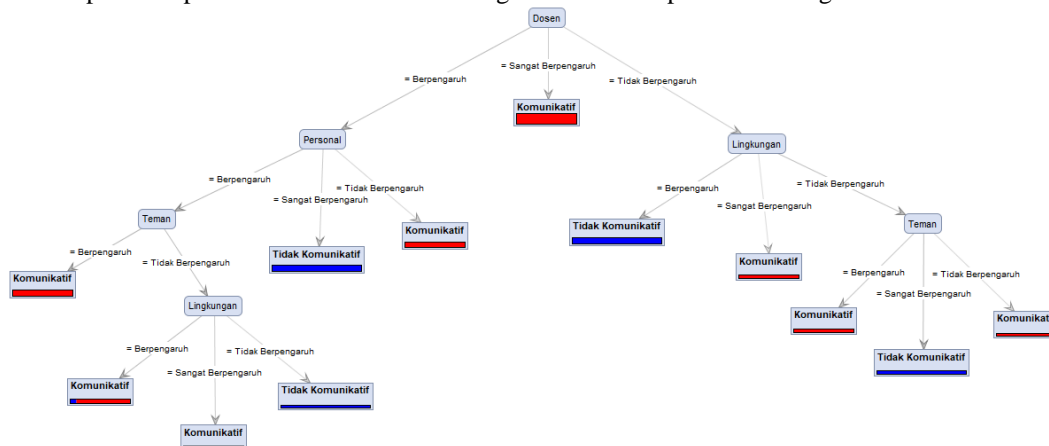 Dosen
= Berpengaruh
= Sangat Berpengaruh
= Tidak Berpengaruh
Komunikatif
Personal
Lingkungan
= Berpengaruh
= Sangat Berpengaruh
= Tidak Berpengaruh
= Berpengaruh
= Sangat Berpengaruh
= Tidak Berpengaruh
Teman
Tidak Komunikatif
Komunikatif
Tidak Komunikatif
Komunikatif
Teman
= Berpengaruh
= Tidak Berpengaruh
= Berpengaruh
= Sangat Berpengaruh
= Tidak Berpengaruh
Komunikatif
Lingkungan
Komunikatif
Tidak Komunikatif
Komunikat
= Berpengaruh
= Sangat Berpengaruh
= Tidak Berpengaruh
Komunikatif
Komunikatif
Tidak Komunikatif